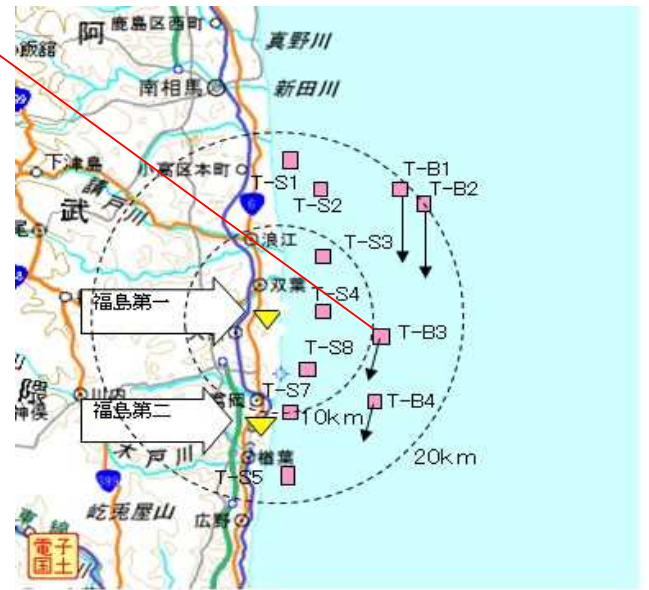 阿
鹿島区西町
真野川
飯舘
南相馬
新田川
下津島
小高区本町
T-S1
T-B1
T-B2
請戸川
T-S2
6
武
浪江
T-S3
双葉
福島第一
T-S4
T-B3
T-S8
隈
川内
T-S7
福島第二
10km
T-B4
木戸川
楢葉
20km
T-S5
399
屹兎屋山
広野
電子
国土